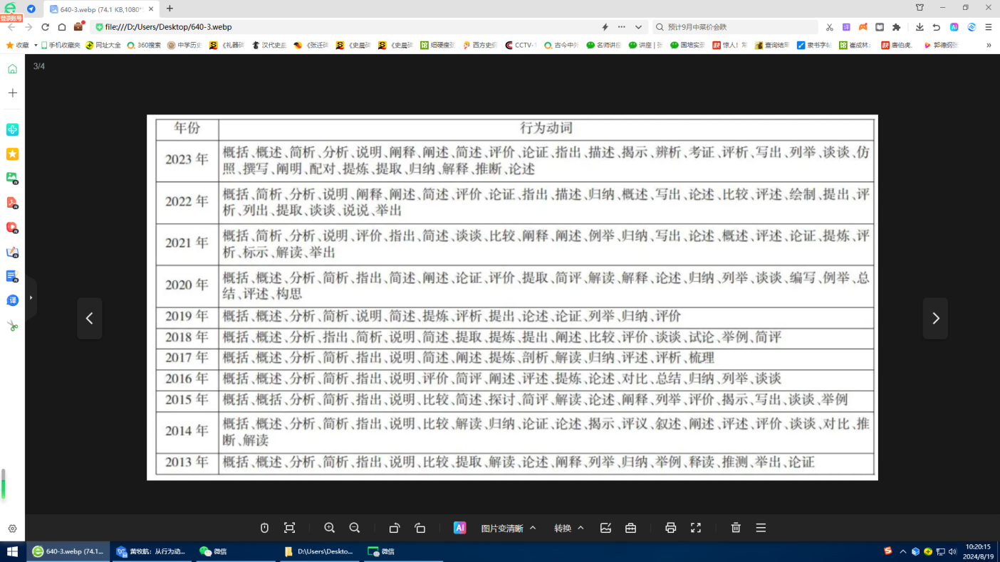 640-3.webp (74.1 KB,1080*
登录账号
file:///D:/Users/Desktop/640-3.webp
预计9月中菜价会跌
收藏
手机收藏夹
网址大全
360搜索
中学历史
《礼器碑
汉代史晨
《张迁碑
《史晨碑
《史晨碑
细硬瘦劲
西方史纲
CCTV-1
古今中外
名师讲座
讲座 | 张
国培实录
惊人！常
查询结果
隶书字帖
崔成林:
唐伯虎、
郭德纲张
3/4
年份 行为动词
2023 年 概括、概述、简析、分析、说明、阐释、阐述、简述、评价、论证、指出、描述、揭示、辨析、考证、评析、写出、列举、谈谈、仿
照、撰写、阐明、配对、提炼、提取、归纳、解释、推断、论述
2022 年 概括、简析、分析、说明、阐释、阐述、简述、评价、论证、指出、描述、归纳、概述、写出、论述、比较、评述、绘制、提出、评
析、列出、提取、谈谈、说说、举出
2021 年 概括、简析、分析、说明、评价、指出、简述、谈谈、比较、阐释、阐述、例举、归纳、写出、论述、概述、评述、论证、提炼、评
析、标示、解读、举出
2020 年 概括、概述、分析、简析、指出、简述、阐述、论证、评价、提取、简评、解读、解释、论述、归纳、列举、谈谈、编写、例举、总
结、评述、构思
2019 年 概括、概述、分析、简析、说明、简述、提炼、评析、提出、论述、论证、列举、归纳、评价
2018 年 概括、概述、分析、指出、简析、说明、简述、提取、提炼、提出、阐述、比较、评价、谈谈、试论、举例、简评
2017 年 概括、概述、分析、简析、指出、说明、简述、阐述、提炼、剖析、解读、归纳、评述、评析、梳理
2016 年 概括、概述、分析、简析、指出、说明、评价、简评、阐述、评述、提炼、论述、对比、总结、归纳、列举、谈谈
2015 年 概括、概括、分析、简析、指出、说明、比较、简述、探讨、简评、解读、论述、阐释、列举、评价、揭示、写出、谈谈、举例
2014 年 概括、概述、分析、简析、指出、说明、比较、解读、归纳、论证、论述、揭示、评议、叙述、阐述、评述、评价、谈谈、对比、推
断、解读
2013 年 概括、概述、分析、简析、指出、说明、比较、提取、解读、论述、阐释、列举、归纳、举例、释读、推测、举出、论证
译
AI
图片变清晰
转换
640-3.webp (74.1...
黄牧航：从行为动...
微信
D:\Users\Deskto...
微信
10:20:15
2024/8/19